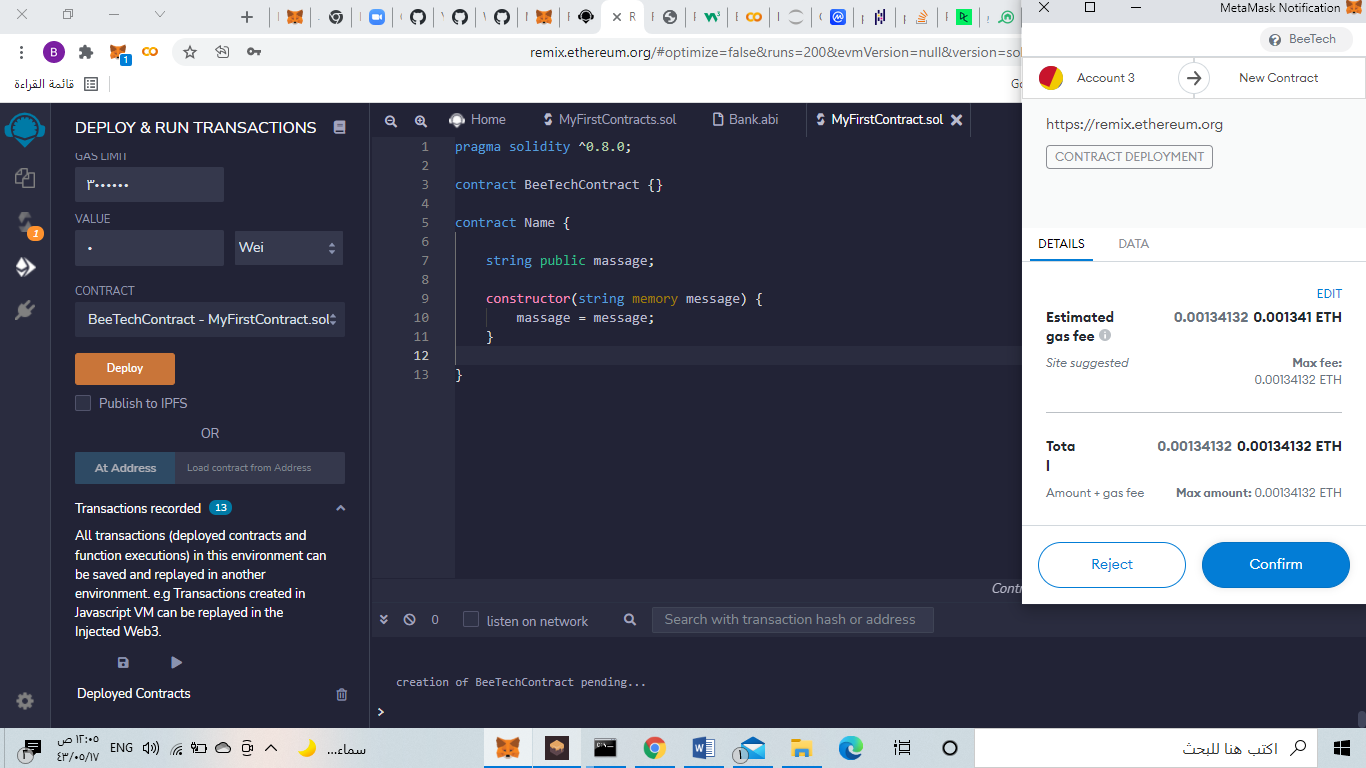 MetaMask Notification
B
1
remix.ethereum.org/#optimize=false&runs=200&evmVersion=null&version=sol
قائمة القراءة
DEPLOY & RUN TRANSACTIONS
GAS LIMIT
٣٠٠٠٠٠٠
VALUE
٠
Wei
CONTRACT
BeeTechContract - MyFirstContract.sol
Deploy
Publish to IPFS
OR
At Address
Load contract from Address
Transactions recorded 13
All transactions (deployed contracts and
function executions) in this environment can
be saved and replayed in another
environment. e.g Transactions created in
Javascript VM can be replayed in the
Injected Web3.
Deployed Contracts
1
Home
MyFirstContracts.sol
Bank.abi
MyFirstContract.sol
1 pragma solidity ^0.8.0;
2
3 contract BeeTechContract {}
4
5 contract Name {
6
7 string public massage;
8
9 constructor(string memory message) {
10 massage = message;
11 }
12
13 }
0
listen on network
Search with transaction hash or address
creation of BeeTechContract pending...
>
BeeTech
Account 3
New Contract
https://remix.ethereum.org
CONTRACT DEPLOYMENT
DETAILS
DATA
EDIT
Estimated
gas fee
0.00134132 0.001341 ETH
Site suggested
Max fee:
0.00134132 ETH
Tota
l
0.00134132 0.00134132 ETH
Amount + gas fee
Max amount: 0.00134132 ETH
Reject
Confirm
١٢:٠٥ ص
٤٣/٠٥/١٧
ENG
سماء...
اكتب هنا للبحث